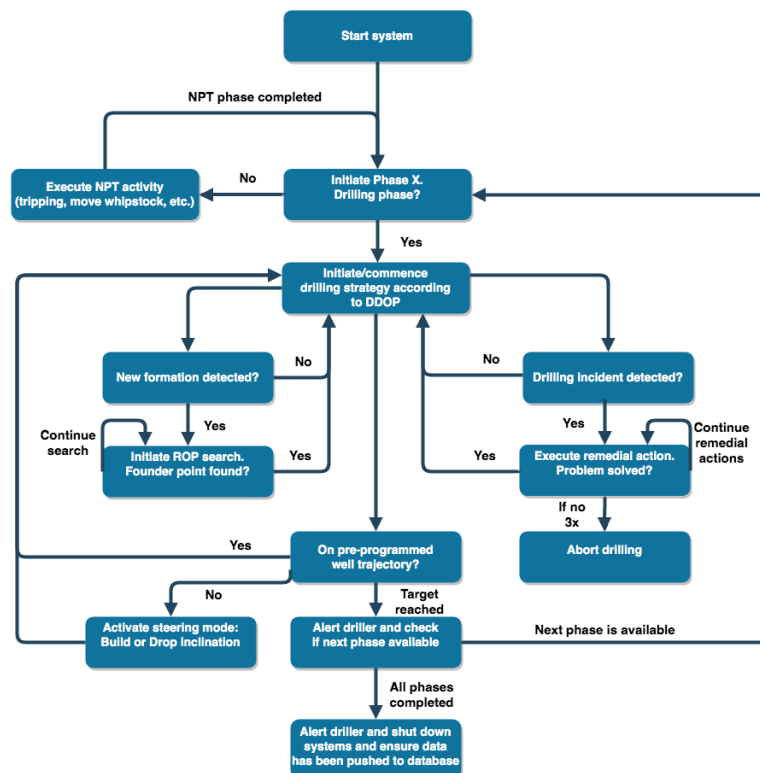 Start system
NPT phase completed
Execute NPT activity
(tripping, move whipstock, etc.)
No
Initiate Phase X.
Drilling phase?
Yes
Initiate/commence
drilling strategy according
to DDOP
New formation detected?
No
No
Drilling incident detected?
Continue
search
Yes
Yes
Continue
remedial
actions
Initiate ROP search.
Founder point found?
Yes
Yes
Execute remedial action.
Problem solved?
If no
3x
Yes
On pre-programmed
well trajectory?
Abort drilling
No
Target
reached
Activate steering mode:
Build or Drop inclination
Alert driller and check
if next phase available
Next phase is available
All phases
completed
Alert driller and shut down
systems and ensure data
has been pushed to database